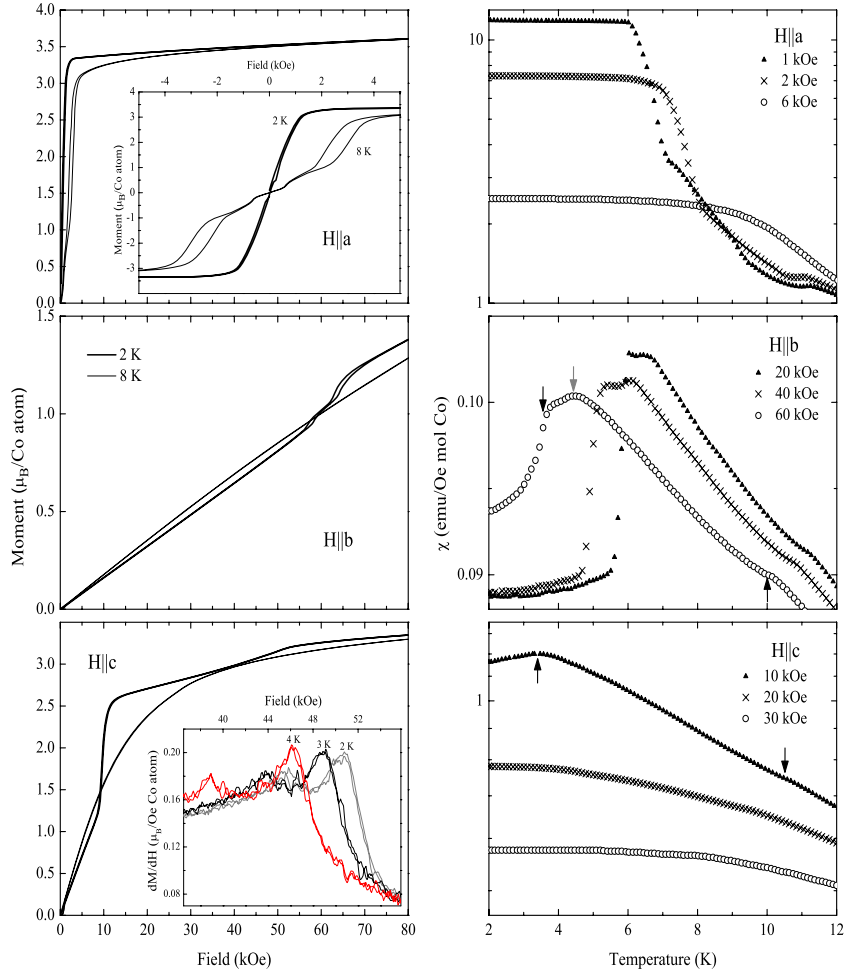 4.0
3.5
3.0
2.5
2.0
1.5
1.0
0.5
0.0
Field (kOe)
-4 -2 0 2 4
3
2
1
0
-1
-2
-3
Moment (μB/Co atom)
2 K
8 K
H||a
10
1
H||a
1 kOe
2 kOe
6 kOe
1.5
1.0
0.5
0.0
Moment (μB/Co atom)
2 K
8 K
H||b
0.10
0.09
χ (emu/Oe mol Co)
H||b
20 kOe
40 kOe
60 kOe
3.0
2.5
2.0
1.5
1.0
0.5
0.0
H||c
Field (kOe)
40 44 48 52
0.20
0.16
0.12
0.08
dM/dH (μB/Oe Co atom)
4 K
3 K
2 K
0 10 20 30 40 50 60 70 80
Field (kOe)
1
H||c
10 kOe
20 kOe
30 kOe
2 4 6 8 10 12
Temperature (K)